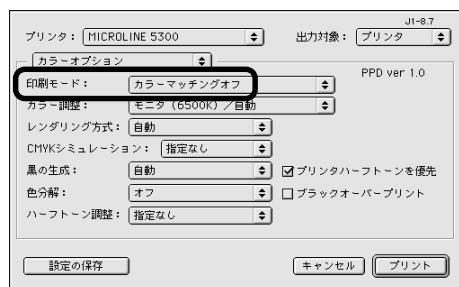 J1-8.7
プリンタ： MICROLINE 5300 出力対象： プリンタ
カラーオプション
PPD ver 1.0
印刷モード： カラーマッチングオフ
カラー調整： モニタ (6500K) ／自動
レンダリング方式： 自動
CMYKシミュレーション： 指定なし
黒の生成： 自動 プリンタハーフトーンを優先
色分解： オフ ブラックオーバープリント
ハーフトーン調整： 指定なし
設定の保存 キャンセル プリント